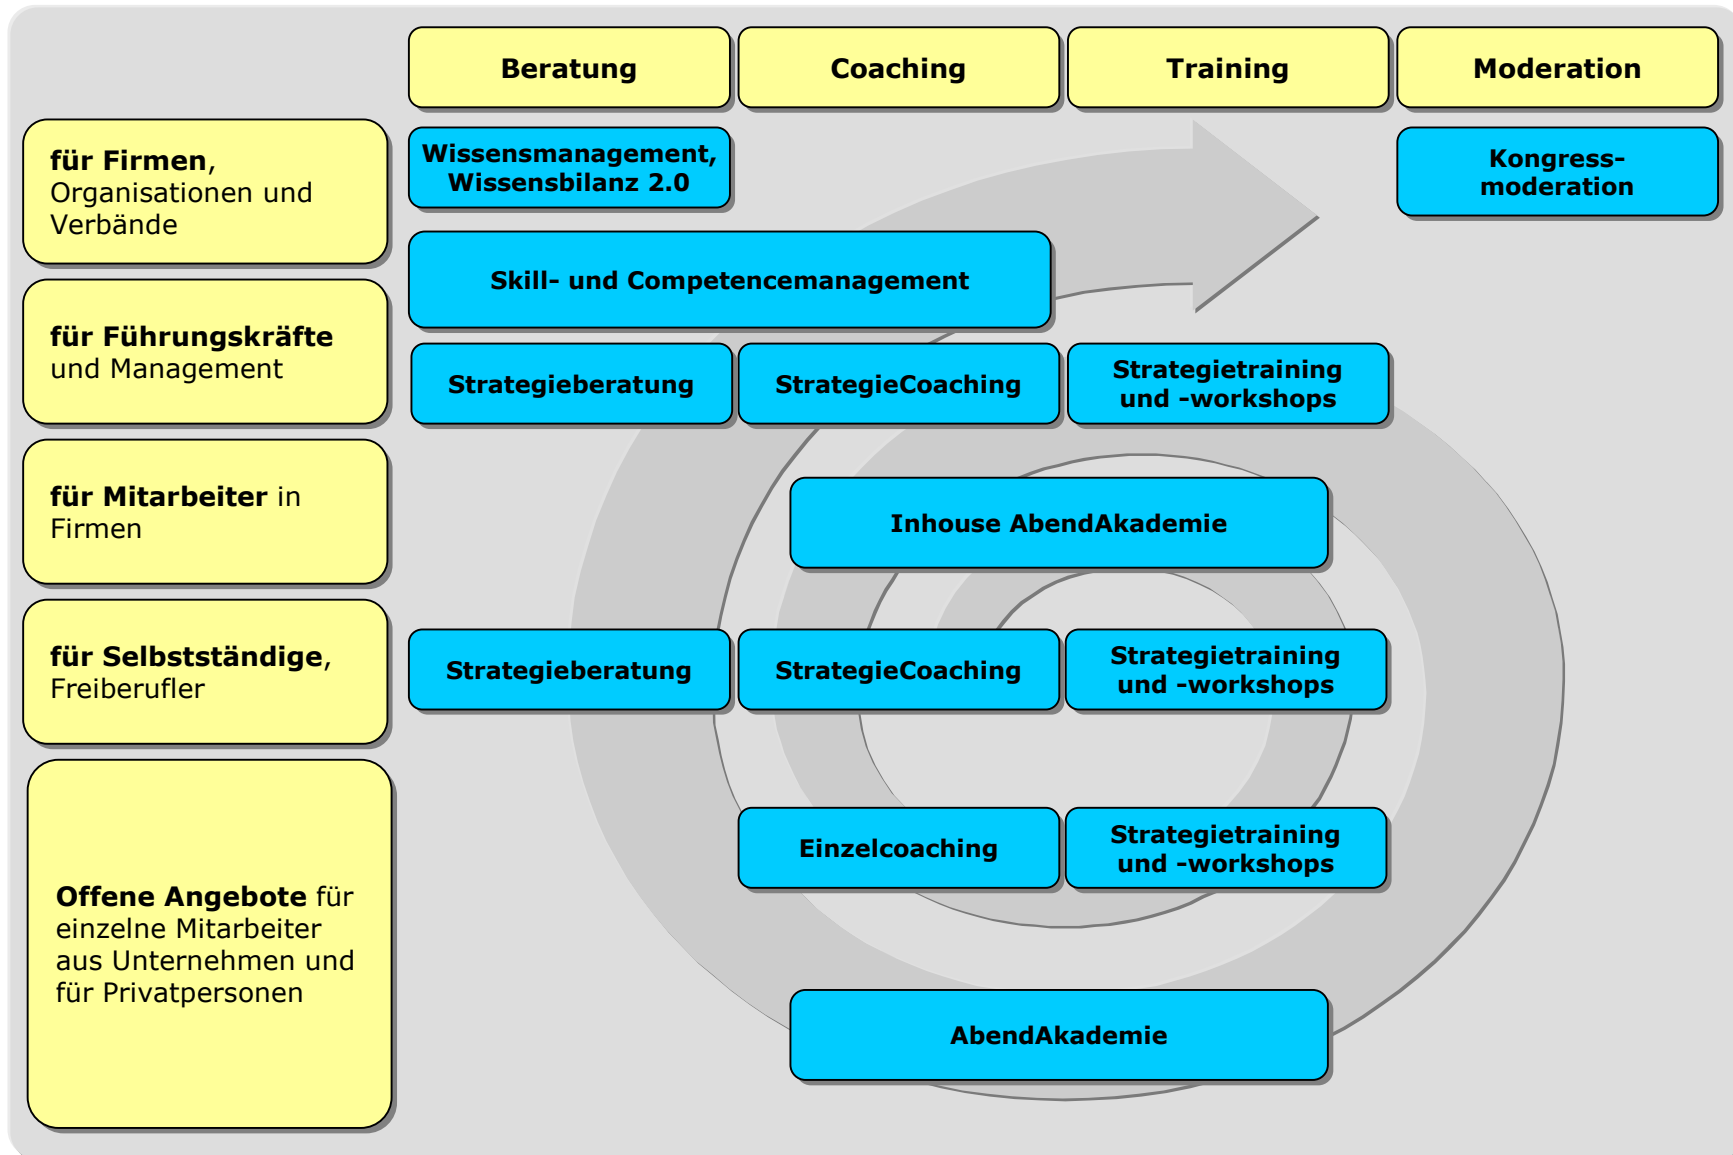 Beratung
Coaching
Training
Moderation
für Firmen,
Organisationen und
Verbände
Wissensmanagement,
Wissensbilanz 2.0
Kongress-
moderation
Skill- und Competencemanagement
für Führungskräfte
und Management
Strategieberatung
StrategieCoaching
Strategietraining
und -workshops
für Mitarbeiter in
Firmen
Inhouse AbendAkademie
für Selbstständige,
Freiberufler
Strategieberatung
StrategieCoaching
Strategietraining
und -workshops
Offene Angebote für
einzelne Mitarbeiter
aus Unternehmen und
für Privatpersonen
Einzelcoaching
Strategietraining
und -workshops
AbendAkademie